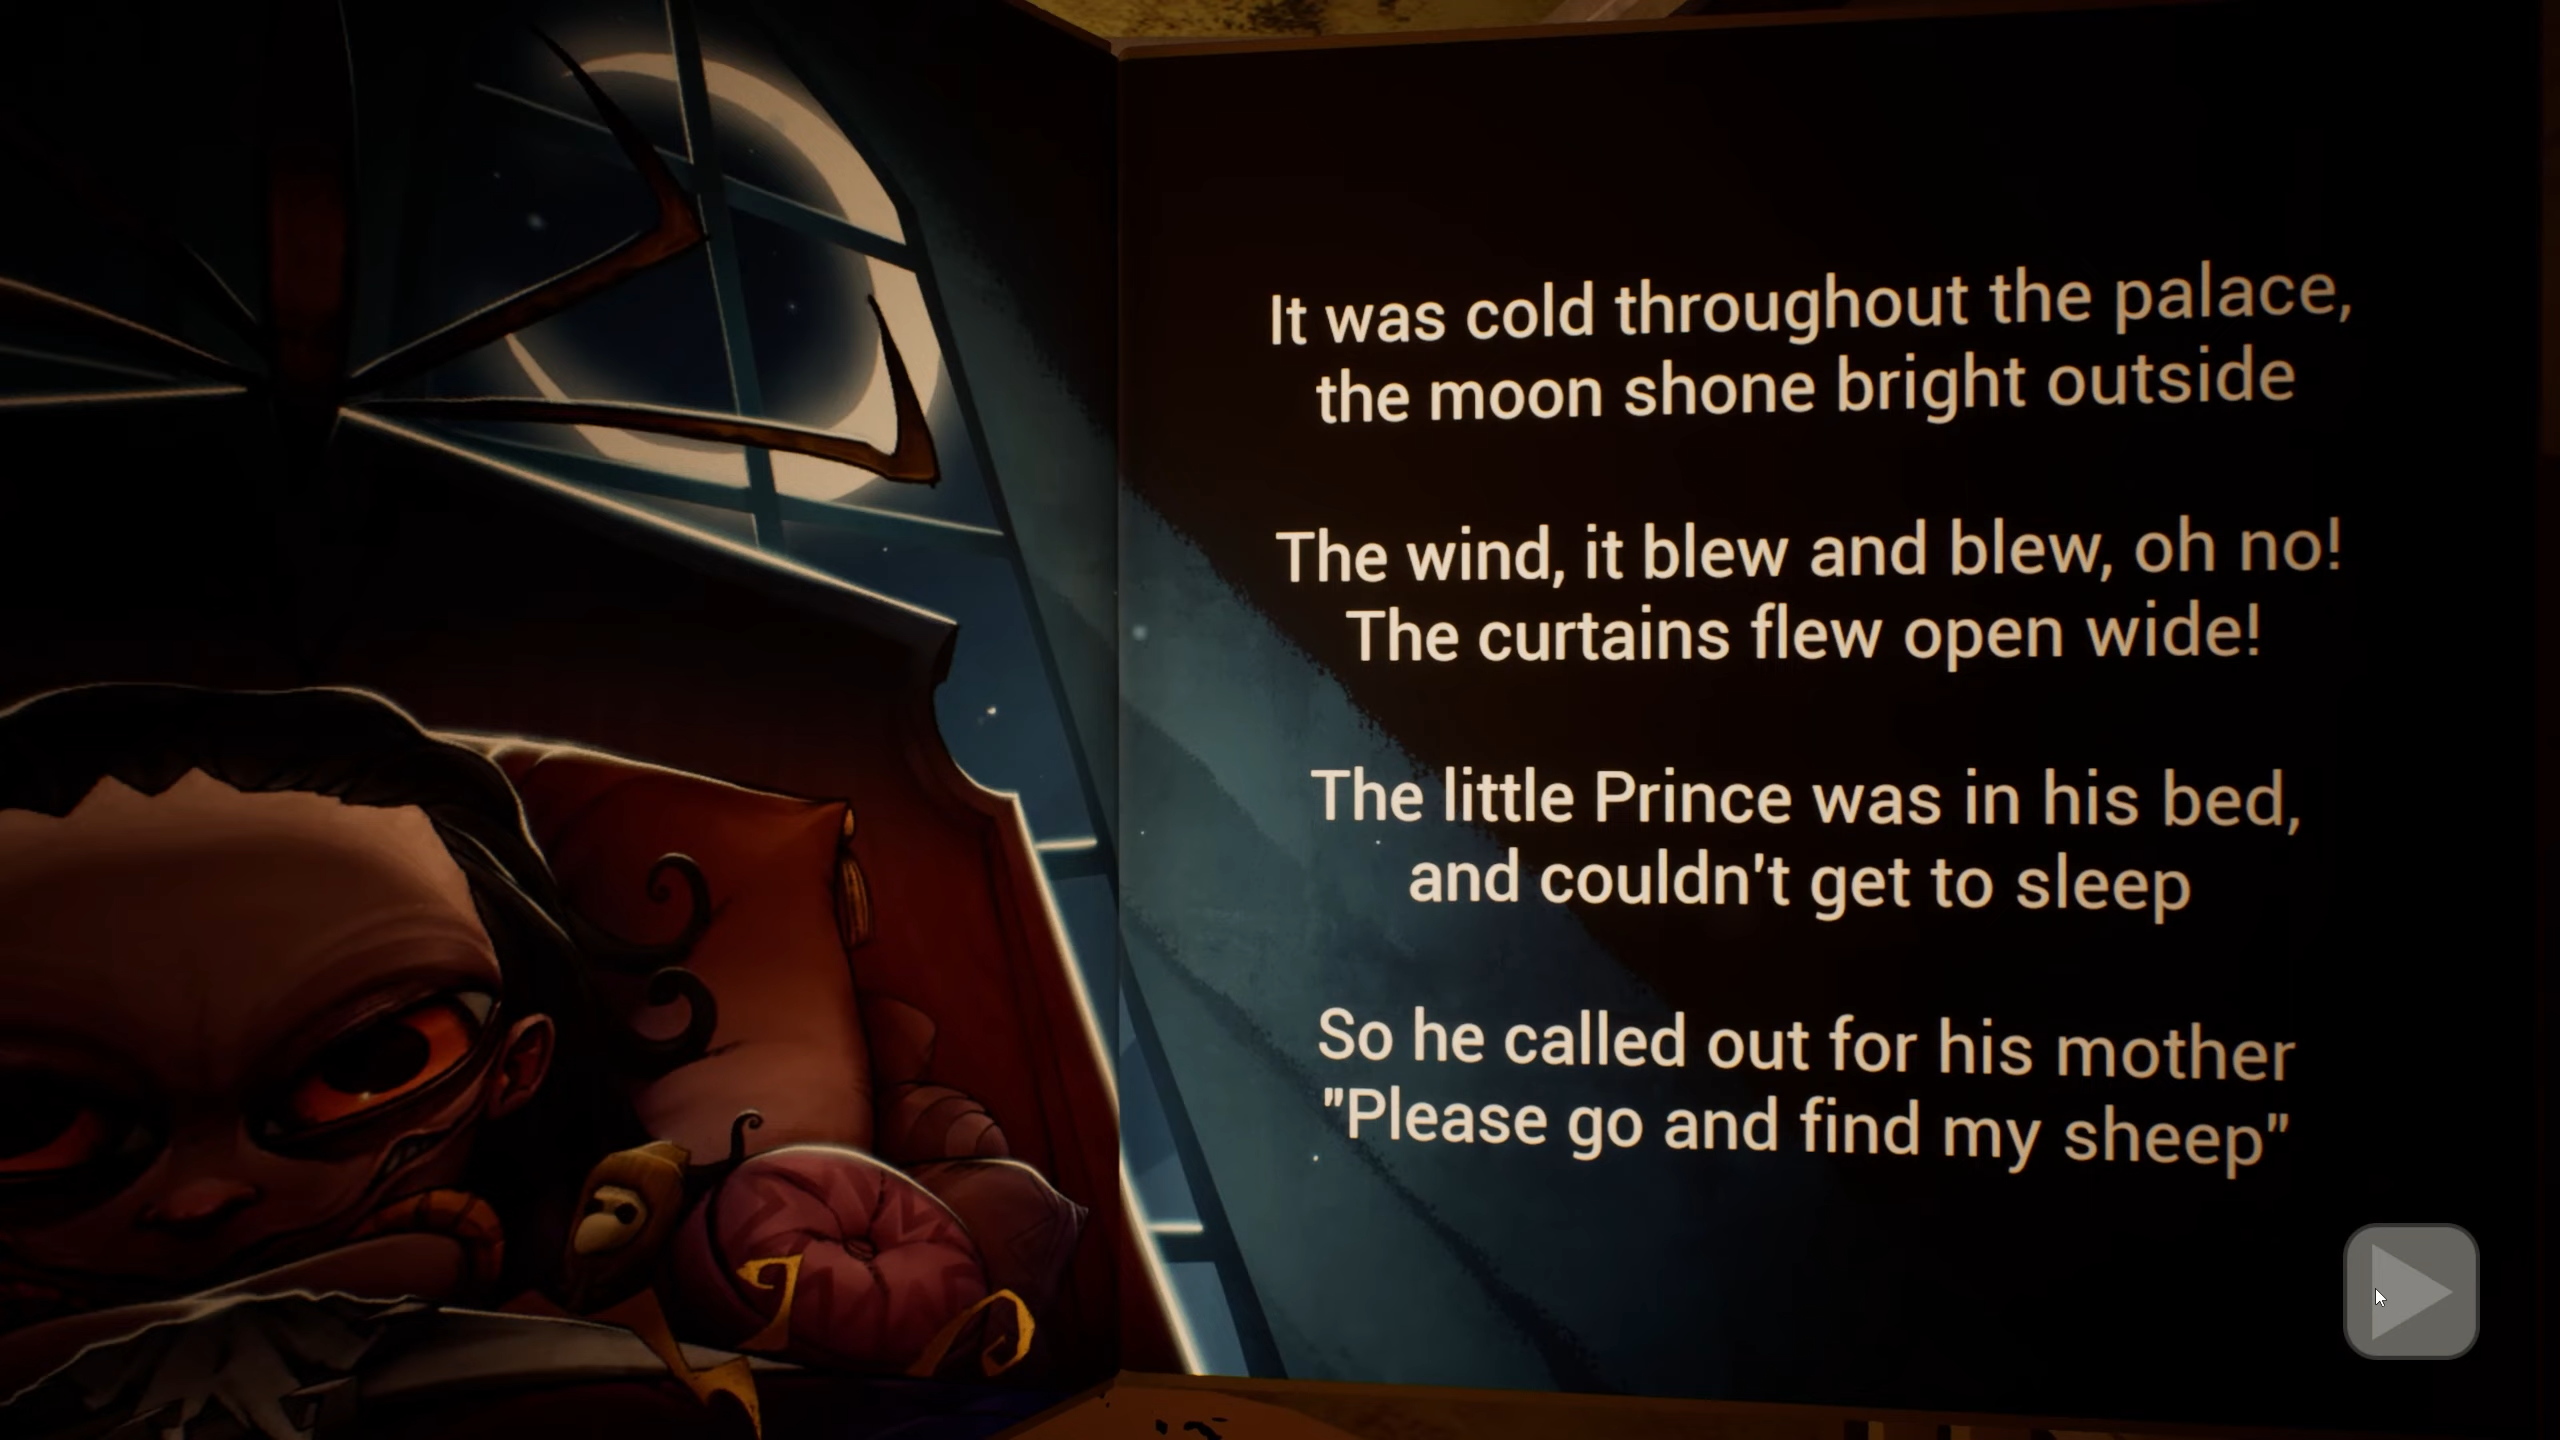 It was cold throughout the palace,
the moon shone bright outside
The wind, it blew and blew, oh no!
The curtains flew open wide!
The little Prince was in his bed,
and couldn't get to sleep
So he called out for his mother
"Please go and find my sheep"